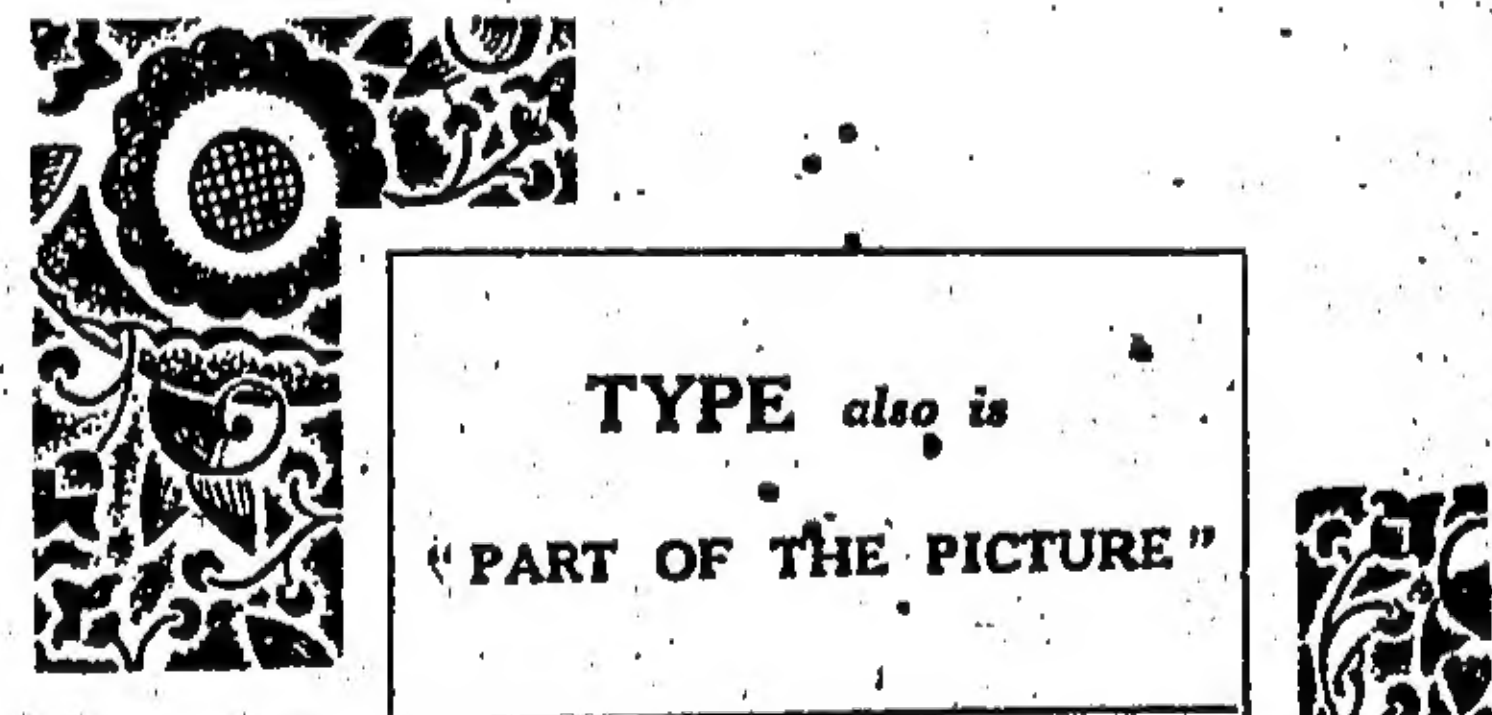 TYPE also is
“ PART OF THE PICTURE ”